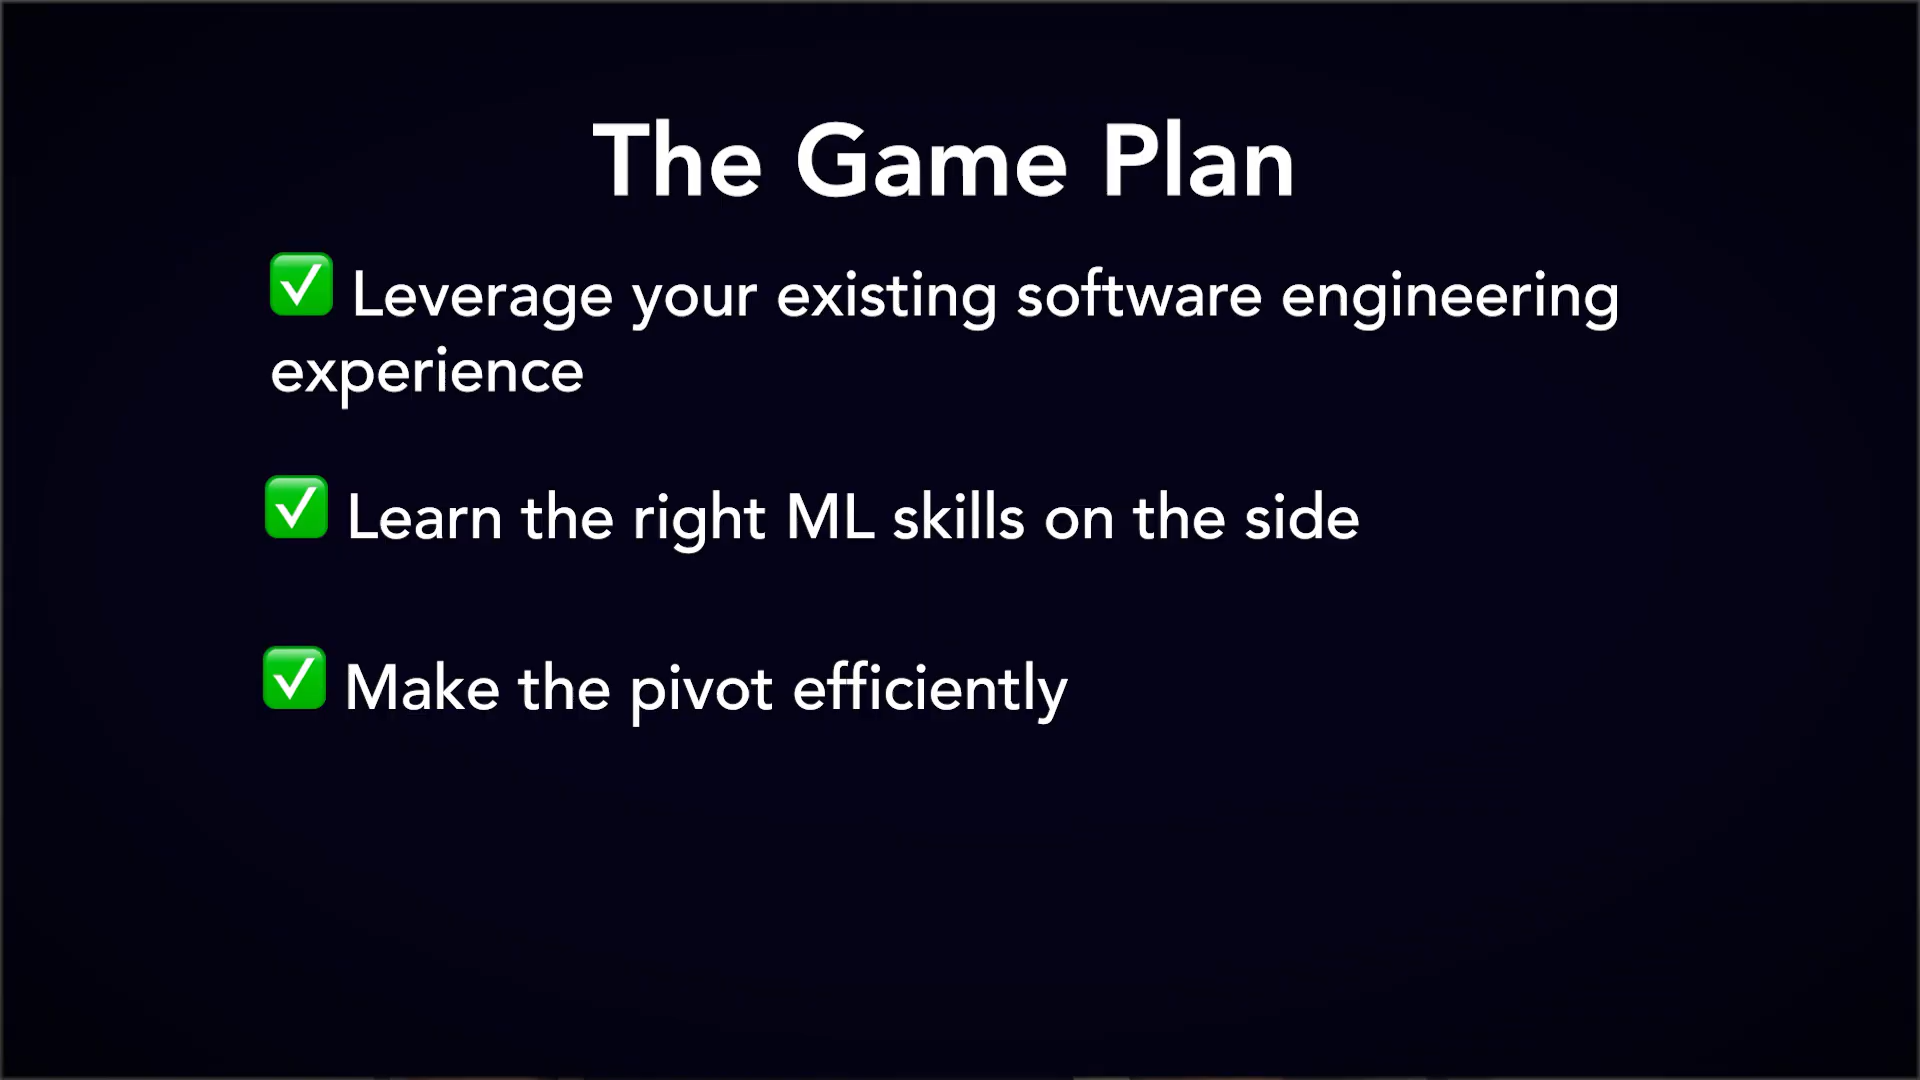 The Game Plan
✅ Leverage your existing software engineering
experience
✅ Learn the right ML skills on the side
✅ Make the pivot efficiently